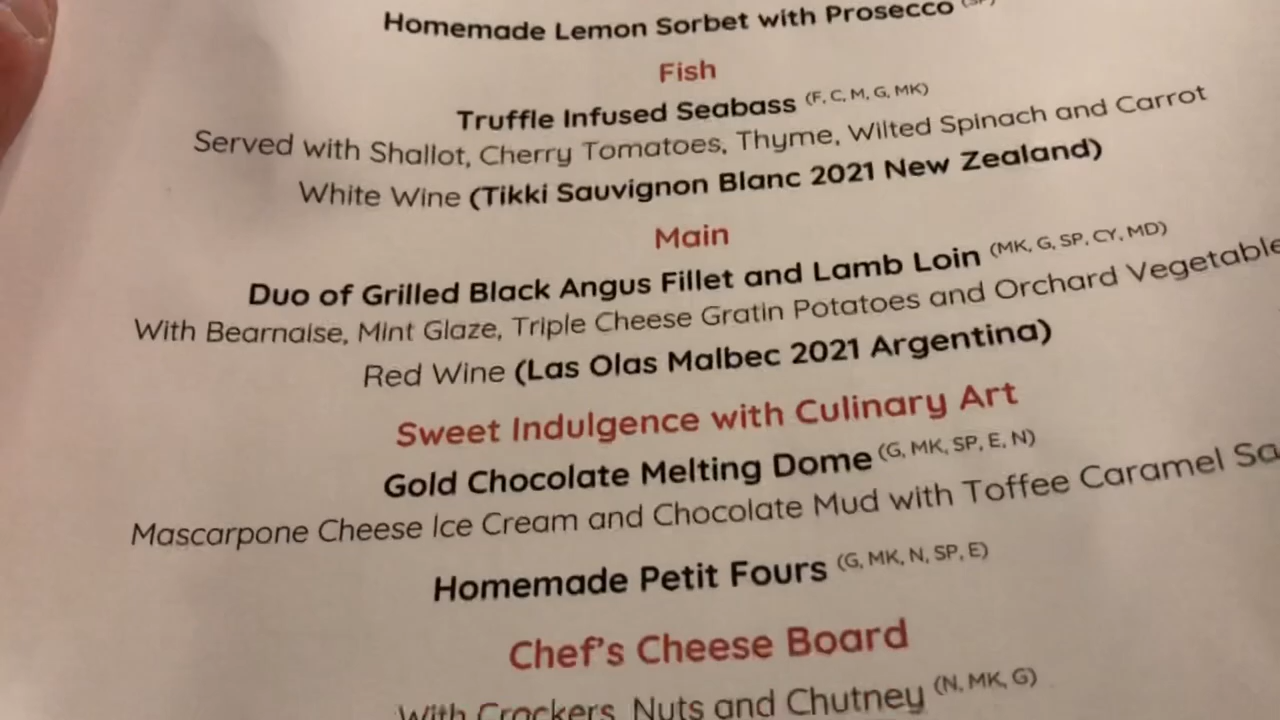 Homemade Lemon Sorbet with Prosecco (SP)
Fish
Truffle Infused Seabass (F, C, M, G, MK)
Served with Shallot, Cherry Tomatoes, Thyme, Wilted Spinach and Carrot
White Wine (Tikki Sauvignon Blanc 2021 New Zealand)
Main
Duo of Grilled Black Angus Fillet and Lamb Loin (MK, G, SP, CY, MD)
With Bearnaise, Mint Glaze, Triple Cheese Gratin Potatoes and Orchard Vegetable
Red Wine (Las Olas Malbec 2021 Argentina)
Sweet Indulgence with Culinary Art
Gold Chocolate Melting Dome (G, MK, SP, E, N)
Mascarpone Cheese Ice Cream and Chocolate Mud with Toffee Caramel Sa
Homemade Petit Fours (G, MK, N, SP, E)
Chef's Cheese Board
With Crackers, Nuts and Chutney (N, MK, G)